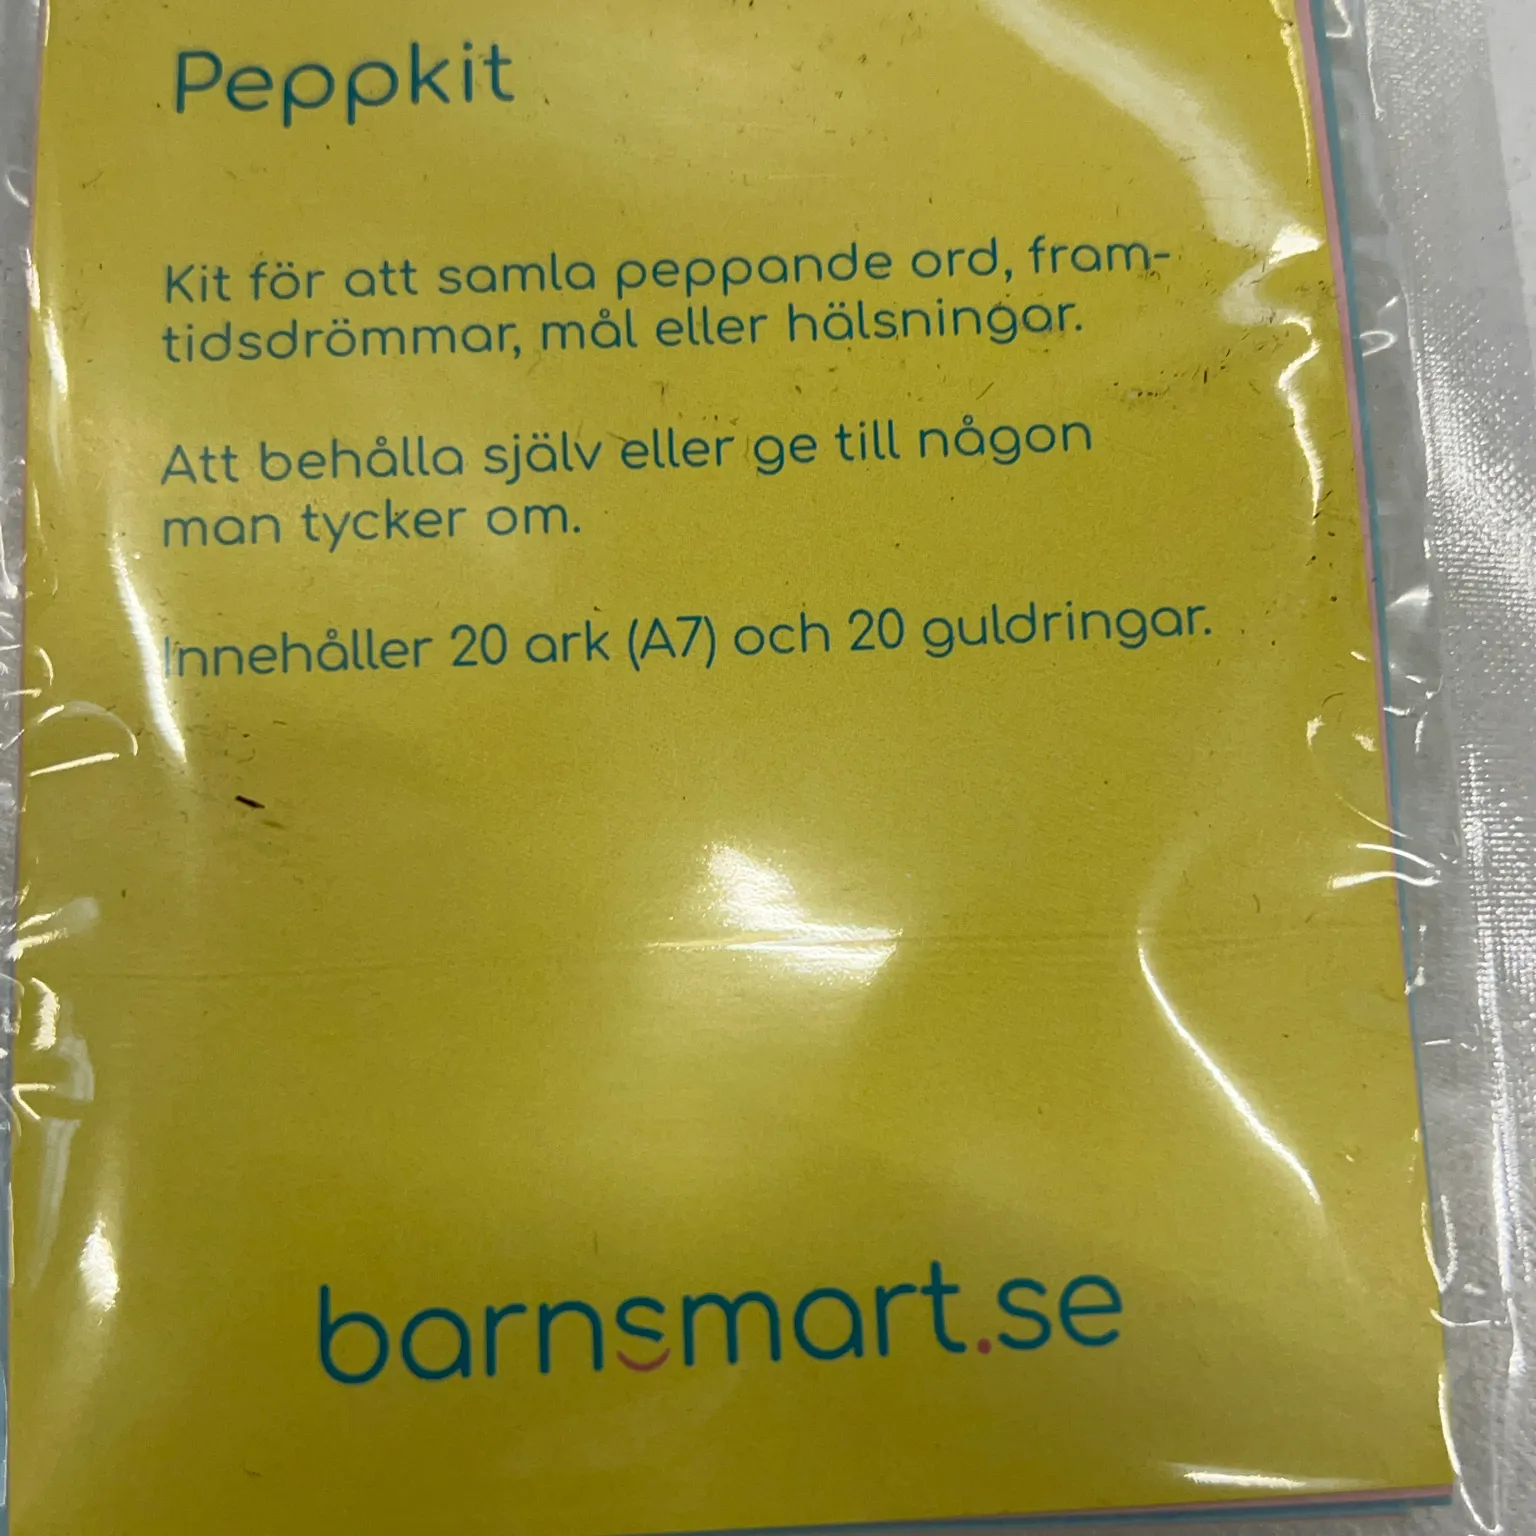 Peppkit
Kit för att samla peppande ord, fram-
tidsdrömmar, mål eller hälsningar.
Att behålla själv eller ge till någon
man tycker om.
Innehåller 20 ark (A7) och 20 guldringar.
barnsmart.se